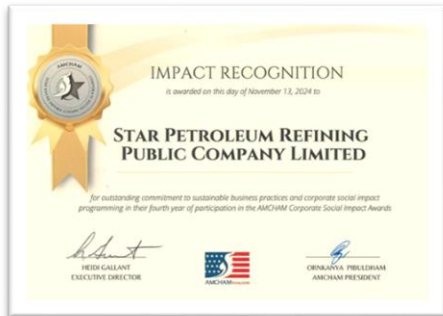 AMCHAM
IMPACT RECOGNITION
is awarded on this day of November 13, 2024 to
STAR PETROLEUM REFINING
PUBLIC COMPANY LIMITED
for outstanding commitment to sustainable business practices and corporate social impact
programming in their fourth year of participation in the AMCHAM Corporate Social Impact Awards
HEIDI GALLANT
EXECUTIVE DIRECTOR
AMCHAM
ORNKANYA PIBULDHAM
AMCHAM PRESIDENT